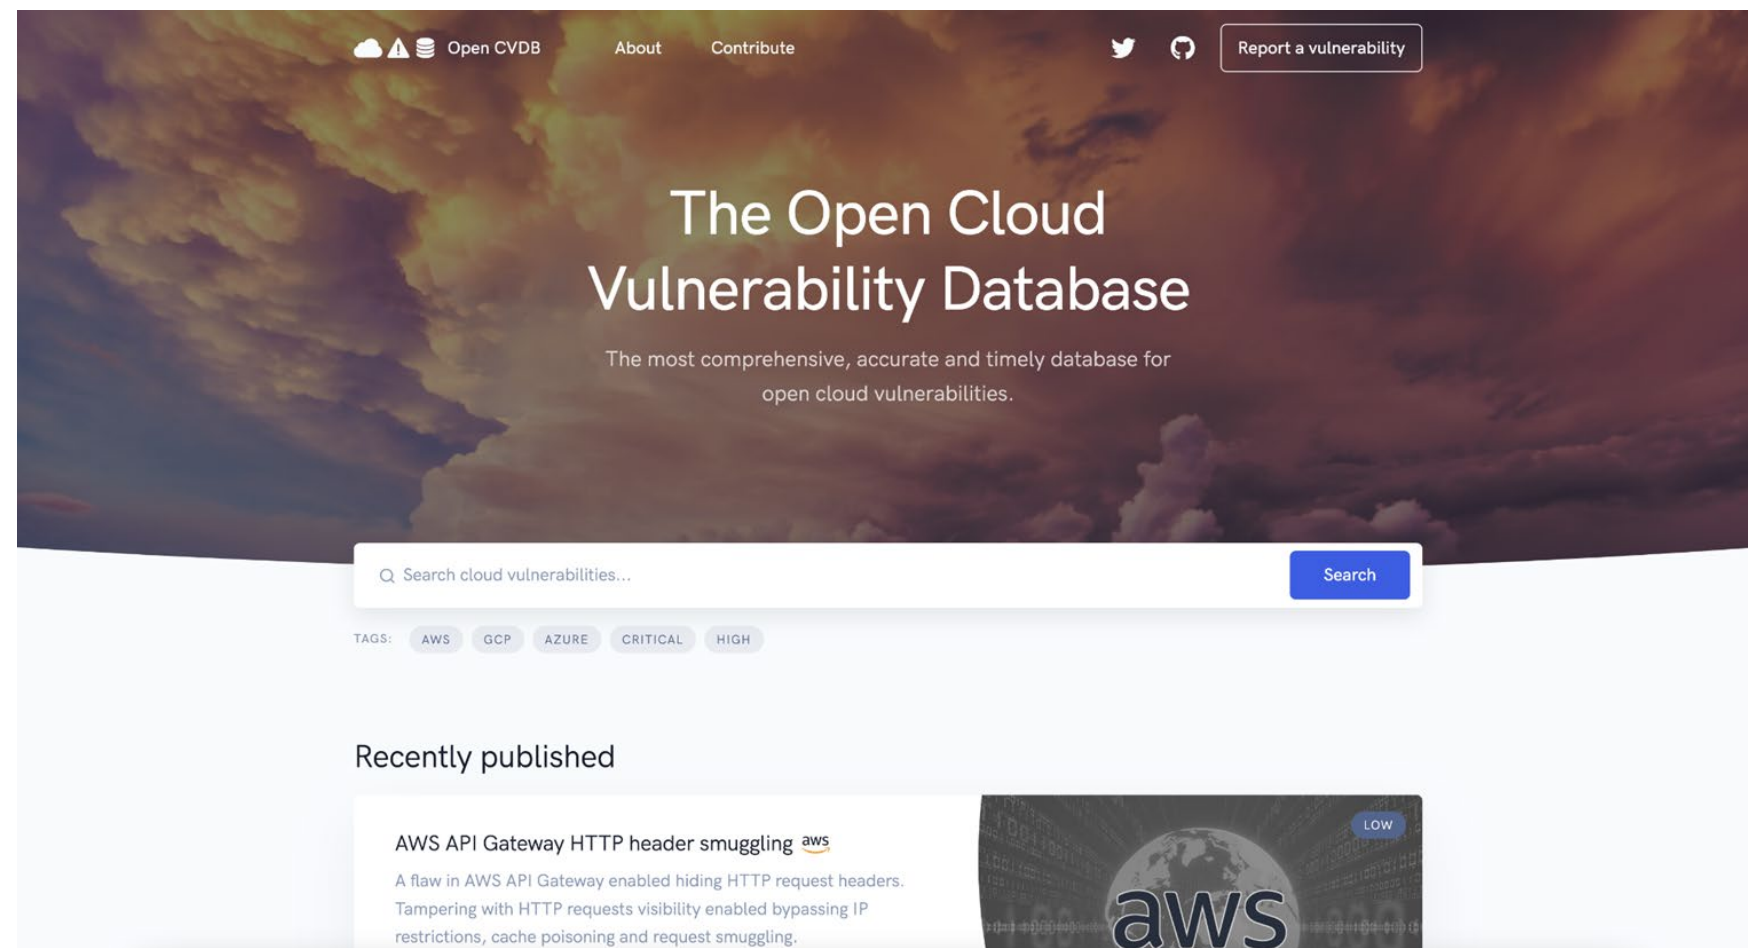 Open CVDB About Contribute Report a vulnerability
The Open Cloud
Vulnerability Database
The most comprehensive, accurate and timely database for
open cloud vulnerabilities.
Search cloud vulnerabilities... Search
TAGS: AWS GCP AZURE CRITICAL HIGH
Recently published
LOW
AWS API Gateway HTTP header smuggling aws
A flaw in AWS API Gateway enabled hiding HTTP request headers.
Tampering with HTTP requests visibility enabled bypassing IP
restrictions, cache poisoning and request smuggling.
aws